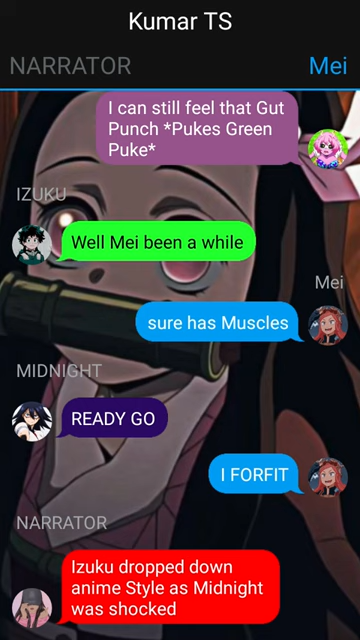 Kumar TS
NARRATOR
Mei
I can still feel that Gut
Punch *Pukes Green
Puke*
IZUKU
Well Mei been a while
Mei
sure has Muscles
MIDNIGHT
READY GO
I FORFIT
NARRATOR
Izuku dropped down
anime Style as Midnight
was shocked